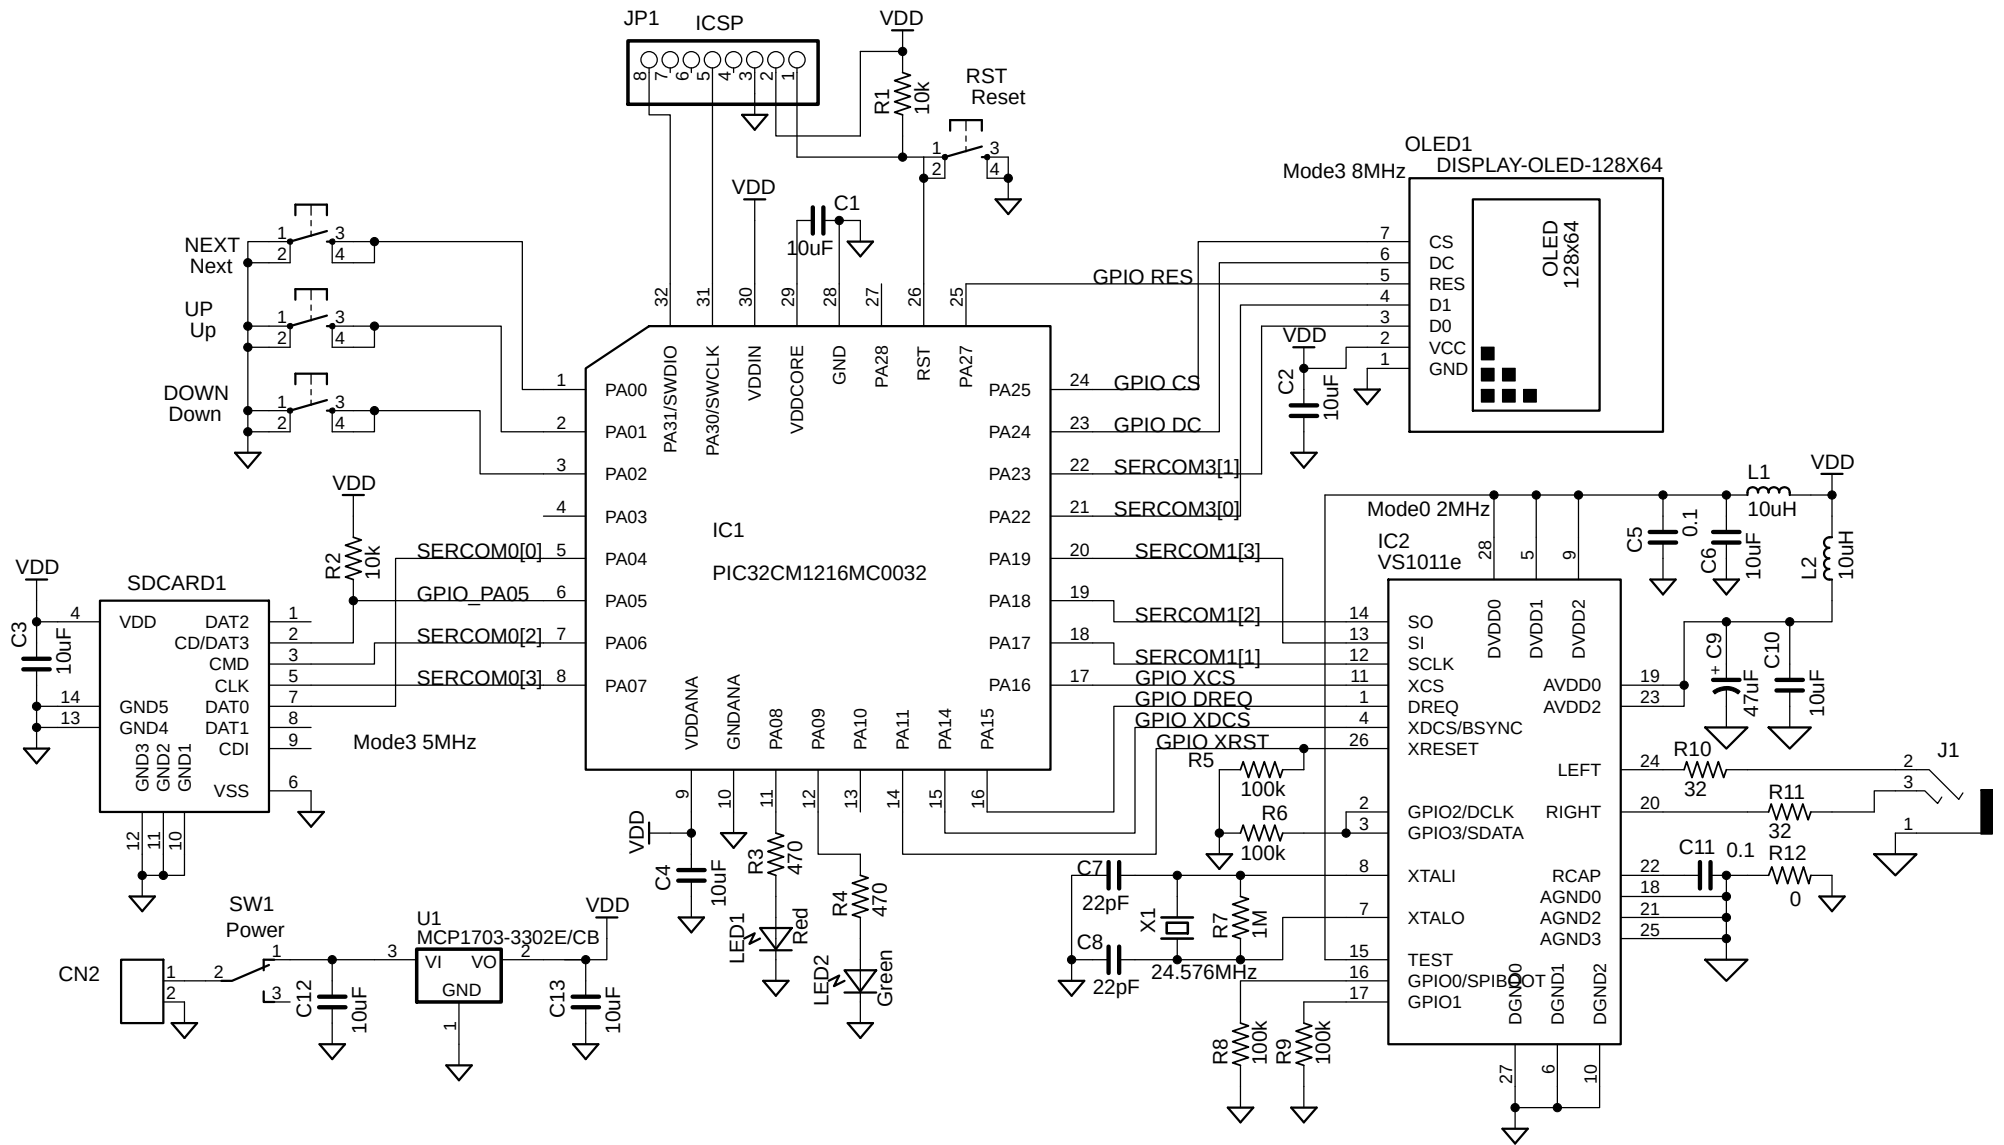 JP1
ICSP
8
7
6
5
4
3
2
1
VDD
R1
10k
RST
Reset
1
2
3
4
OLED1
DISPLAY-OLED-128X64
Mode3 8MHz
OLED
128x64
7
CS
6
DC
5
RES
4
D1
3
D0
2
VCC
1
GND
VDD
C2
10uF
NEXT
Next
1
2
3
4
UP
Up
1
2
3
4
DOWN
Down
1
2
3
4
VDD
C1
10uF
32
31
30
29
28
27
26
25
PA31/SWDIO
PA30/SWCLK
VDDIN
VDDCORE
GND
PA28
RST
PA27
GPIO RES
1
PA00
2
PA01
3
PA02
4
PA03
SERCOM0[0]
5
PA04
GPIO_PA05
6
PA05
SERCOM0[2]
7
PA06
SERCOM0[3]
8
PA07
IC1
PIC32CM1216MC0032
PA25
24
GPIO CS
PA24
23
GPIO DC
PA23
22
SERCOM3[1]
PA22
21
SERCOM3[0]
PA19
20
SERCOM1[3]
PA18
19
SERCOM1[2]
PA17
18
SERCOM1[1]
PA16
17
GPIO XCS
GPIO DREQ
GPIO XDCS
GPIO XRST
VDDANA
GNDANA
PA08
PA09
PA10
PA11
PA14
PA15
9
10
11
12
13
14
15
16
VDD
R2
10k
VDD
C3
10uF
SDCARD1
4
VDD
14
GND5
13
GND4
GND3
GND2
GND1
12
11
10
DAT2
1
CD/DAT3
2
CMD
3
CLK
5
DAT0
7
DAT1
8
CDI
9
VSS
6
Mode3 5MHz
VDD
C4
10uF
R3
470
LED1
Red
R4
470
LED2
Green
CN2
1
2
SW1
Power
2
1
3
C12
10uF
U1
MCP1703-3302E/CB
3
VI
VO
2
GND
1
VDD
C13
10uF
Mode0 2MHz
IC2
VS1011e
28
5
9
DVDD0
DVDD1
DVDD2
C5
0.1
C6
10uF
L1
10uH
VDD
L2
10uH
C9
+
47uF
C10
10uF
14
SO
13
SI
12
SCLK
11
XCS
1
DREQ
4
XDCS/BSYNC
26
XRESET
2
GPIO2/DCLK
3
GPIO3/SDATA
8
XTALI
7
XTALO
15
TEST
16
GPIO0/SPIBOOT
17
GPIO1
AVDD0
19
AVDD2
23
LEFT
24
RIGHT
20
RCAP
22
AGND0
18
AGND2
21
AGND3
25
DGND0
DGND1
DGND2
27
6
10
R5
100k
R6
100k
C7
22pF
C8
22pF
X1
24.576MHz
R7
1M
R8
100k
R9
100k
R10
32
R11
32
J1
2
3
1
C11
0.1
R12
0